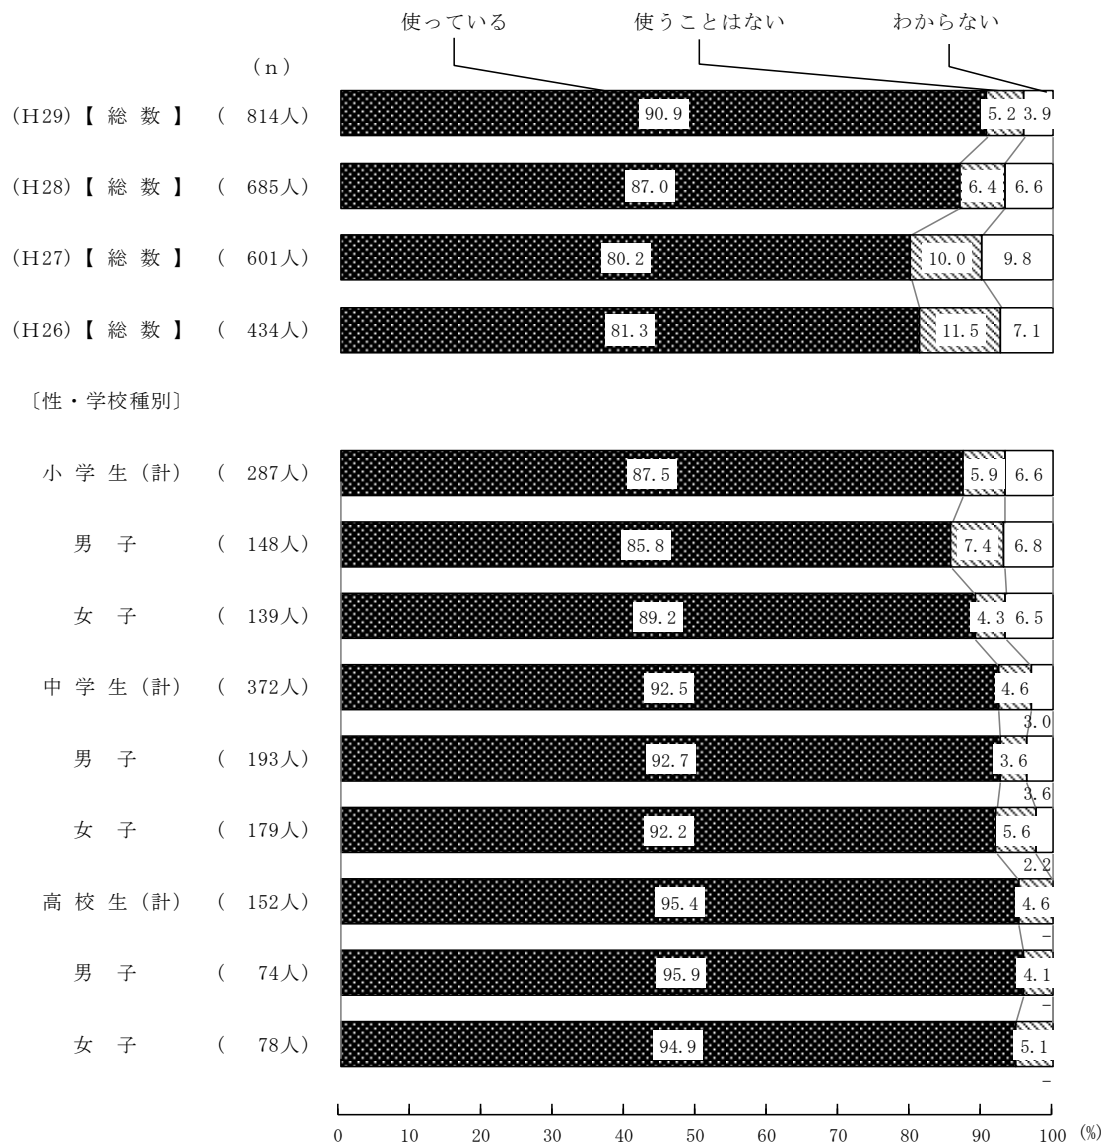 使っている 使うことはない わからない
(n)
(H29)【 総 数 】 ( 814人) 90.9 5.2 3.9
(H28)【 総 数 】 ( 685人) 87.0 6.4 6.6
(H27)【 総 数 】 ( 601人) 80.2 10.0 9.8
(H26)【 総 数 】 ( 434人) 81.3 11.5 7.1
〔性・学校種別〕
小 学 生 (計) ( 287人) 87.5 5.9 6.6
男 子 ( 148人) 85.8 7.4 6.8
女 子 ( 139人) 89.2 4.3 6.5
中 学 生 (計) ( 372人) 92.5 4.6
3.0
男 子 ( 193人) 92.7 3.6
3.6
女 子 ( 179人) 92.2 5.6
2.2
高 校 生 (計) ( 152人) 95.4 4.6
-
男 子 ( 74人) 95.9 4.1
-
女 子 ( 78人) 94.9 5.1
-
0 10 20 30 40 50 60 70 80 90 100 (%)